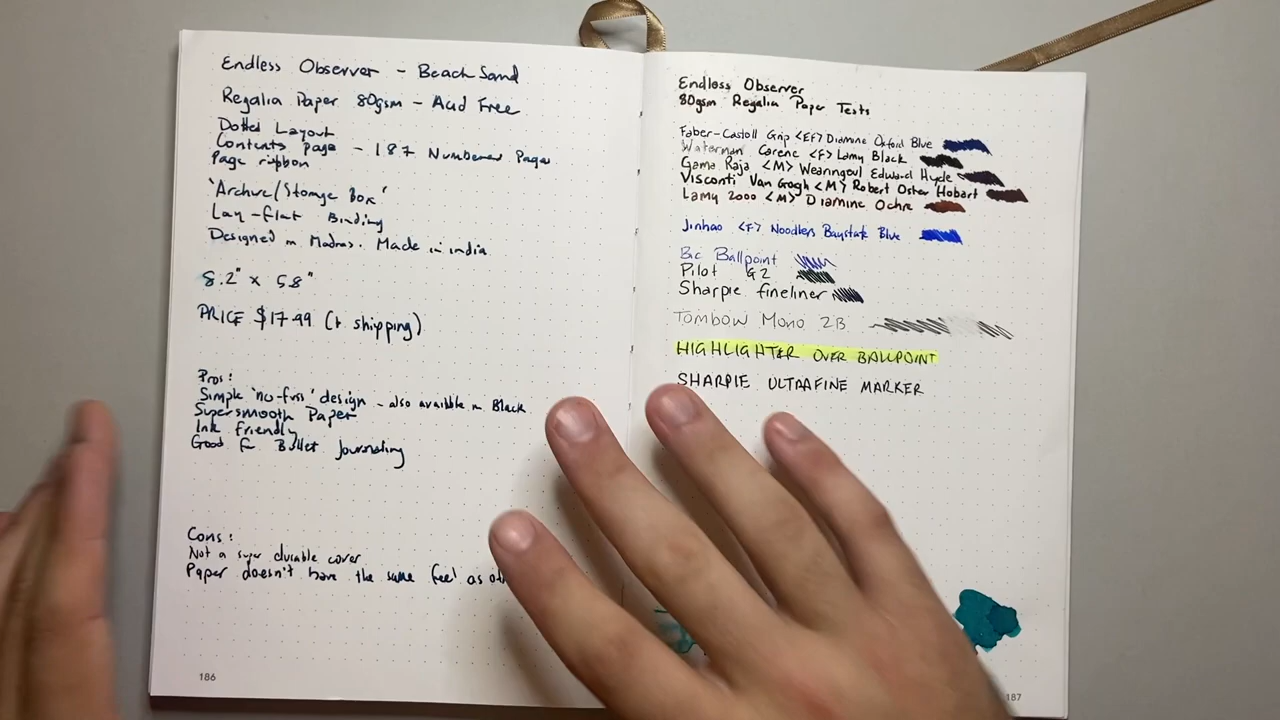 Endless Observer - Beach Sand
Regalia Paper 80gsm - Acid Free
Dotted Layout
Contents page - 187 Numbered Pages
Page ribbon
'Archive/Storage Box'
Lay-flat Binding
Designed in Madras. Made in india
8.2" x 5.8"
PRICE $17.99 (+ shipping)
Pros:
Simple 'no-fuss' design - also available in Black
Supersmooth Paper
Ink Friendly
Good for Bullet Journaling
Cons:
Not a super durable cover
Paper doesn't have the same 'feel' as
186
Endless Observer
80gsm Regalia Paper Tests
Faber-Castell Grip <EF> Diamine Oxford Blue
Waterman Carene <F> Lamy Black
Gama Raja <M> Wearingeul Edward Hyde
Visconti Van Gogh <M> Robert Oster Hobart
Lamy 2000 <M> Diamine Ochre
Jinhao <F> Noodlers Baystate Blue
Bic Ballpoint
Pilot G2
Sharpie fineliner
TOMBOW MONO 2B
HIGHLIGHTER OVER BALLPOINT
SHARPIE ULTRAFINE MARKER
187